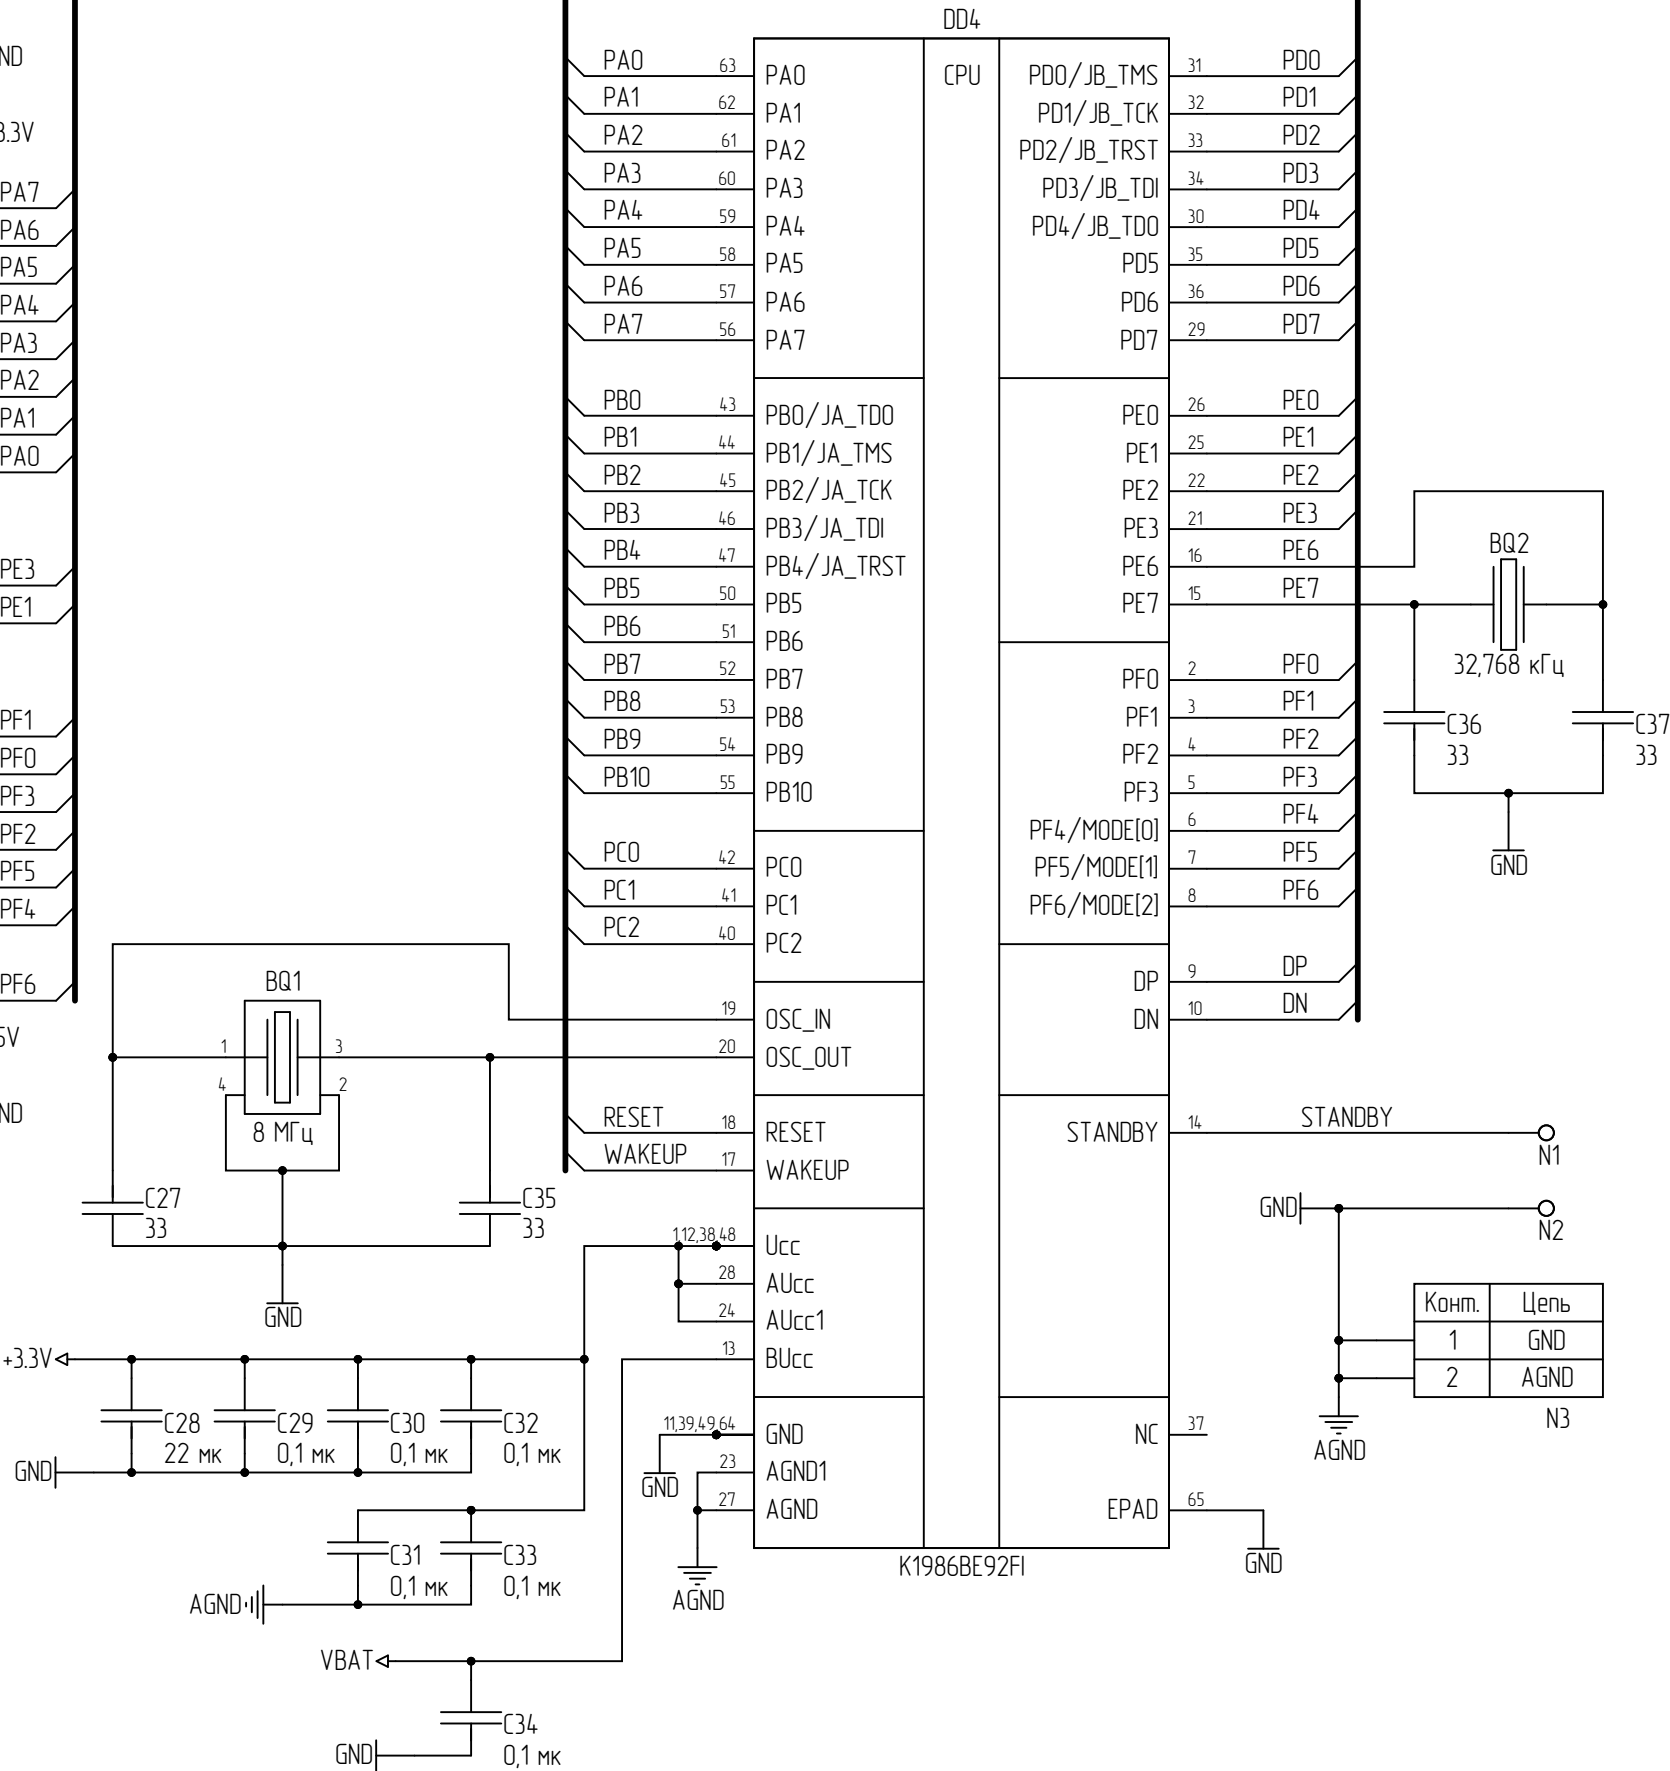 DD4
CPU
PA0 63 PA0
PA1 62 PA1
PA2 61 PA2
PA3 60 PA3
PA4 59 PA4
PA5 58 PA5
PA6 57 PA6
PA7 56 PA7
PB0 43 PB0/JA_TDO
PB1 44 PB1/JA_TMS
PB2 45 PB2/JA_TCK
PB3 46 PB3/JA_TDI
PB4 47 PB4/JA_TRST
PB5 50 PB5
PB6 51 PB6
PB7 52 PB7
PB8 53 PB8
PB9 54 PB9
PB10 55 PB10
PC0 42 PC0
PC1 41 PC1
PC2 40 PC2
19 OSC_IN
20 OSC_OUT
RESET 18 RESET
WAKEUP 17 WAKEUP
1,12,38,48 Ucc
28 AUcc
24 AUcc1
13 BUcc
11,39,49,64 GND
23 AGND1
27 AGND
GND
AGND
PD0/JB_TMS 31 PD0
PD1/JB_TCK 32 PD1
PD2/JB_TRST 33 PD2
PD3/JB_TDI 34 PD3
PD4/JB_TDO 30 PD4
PD5 35 PD5
PD6 36 PD6
PD7 29 PD7
PE0 26 PE0
PE1 25 PE1
PE2 22 PE2
PE3 21 PE3
PE6 16 PE6
PE7 15 PE7
PF0 2 PF0
PF1 3 PF1
PF2 4 PF2
PF3 5 PF3
PF4/MODE[0] 6 PF4
PF5/MODE[1] 7 PF5
PF6/MODE[2] 8 PF6
DP 9 DP
DN 10 DN
STANDBY 14 STANDBY
N1
GND
N2
NC 37
EPAD 65
GND
K1986BE92FI
BQ2
32,768 кГц
C36
33
C37
33
GND
Конт. Цепь
1 GND
2 AGND
N3
AGND
ND
3.3V
PA7
PA6
PA5
PA4
PA3
PA2
PA1
PA0
PE3
PE1
PF1
PF0
PF3
PF2
PF5
PF4
PF6
5V
ND
BQ1
1 3
4 2
8 МГц
C27
33
C35
33
GND
+3.3V
C28
22 мк
C29
0,1 мк
C30
0,1 мк
C32
0,1 мк
GND
C31
0,1 мк
C33
0,1 мк
AGND
VBAT
C34
0,1 мк
GND